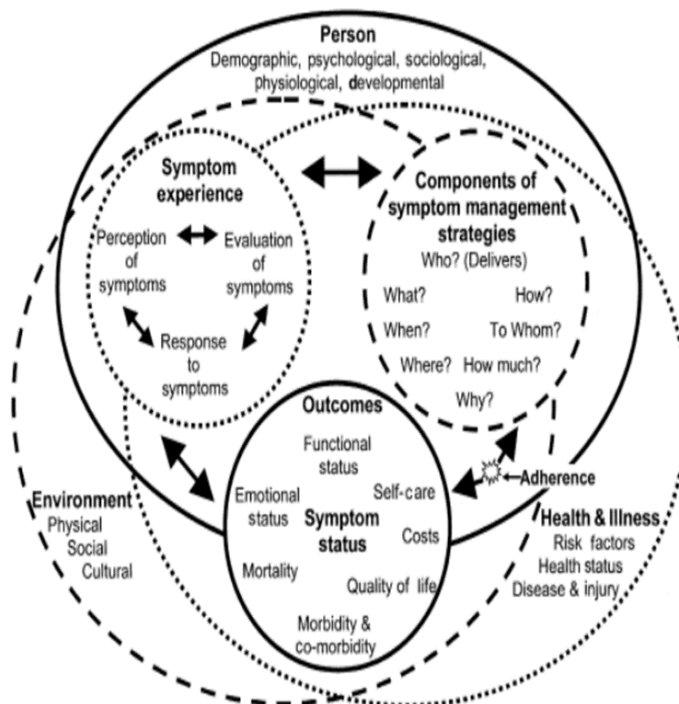 Person
Demographic, psychological, sociological,
physiological, developmental
Symptom
experience
Perception
of
symptoms
Evaluation
of
symptoms
Response
to
symptoms
Components of
symptom management
strategies
Who? (Delivers)
What?
How?
When?
To Whom?
Where?
How much?
Why?
Outcomes
Functional
status
Emotional
status
Self-care
Symptom
status
Costs
Mortality
Quality of life
Morbidity &
co-morbidity
Adherence
Environment
Physical
Social
Cultural
Health & Illness
Risk factors
Health status
Disease & injury